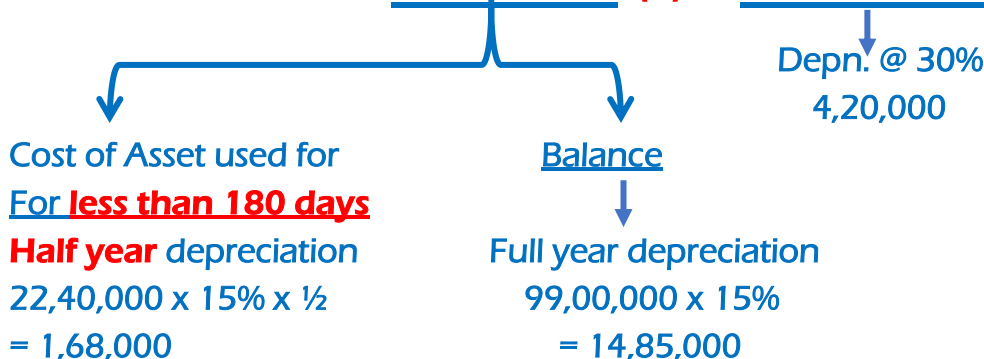 Depn. @ 30%
4,20,000
Cost of Asset used for
For less than 180 days
Half year depreciation
22,40,000 x 15% x ½
= 1,68,000
Balance
Full year depreciation
99,00,000 x 15%
= 14,85,000